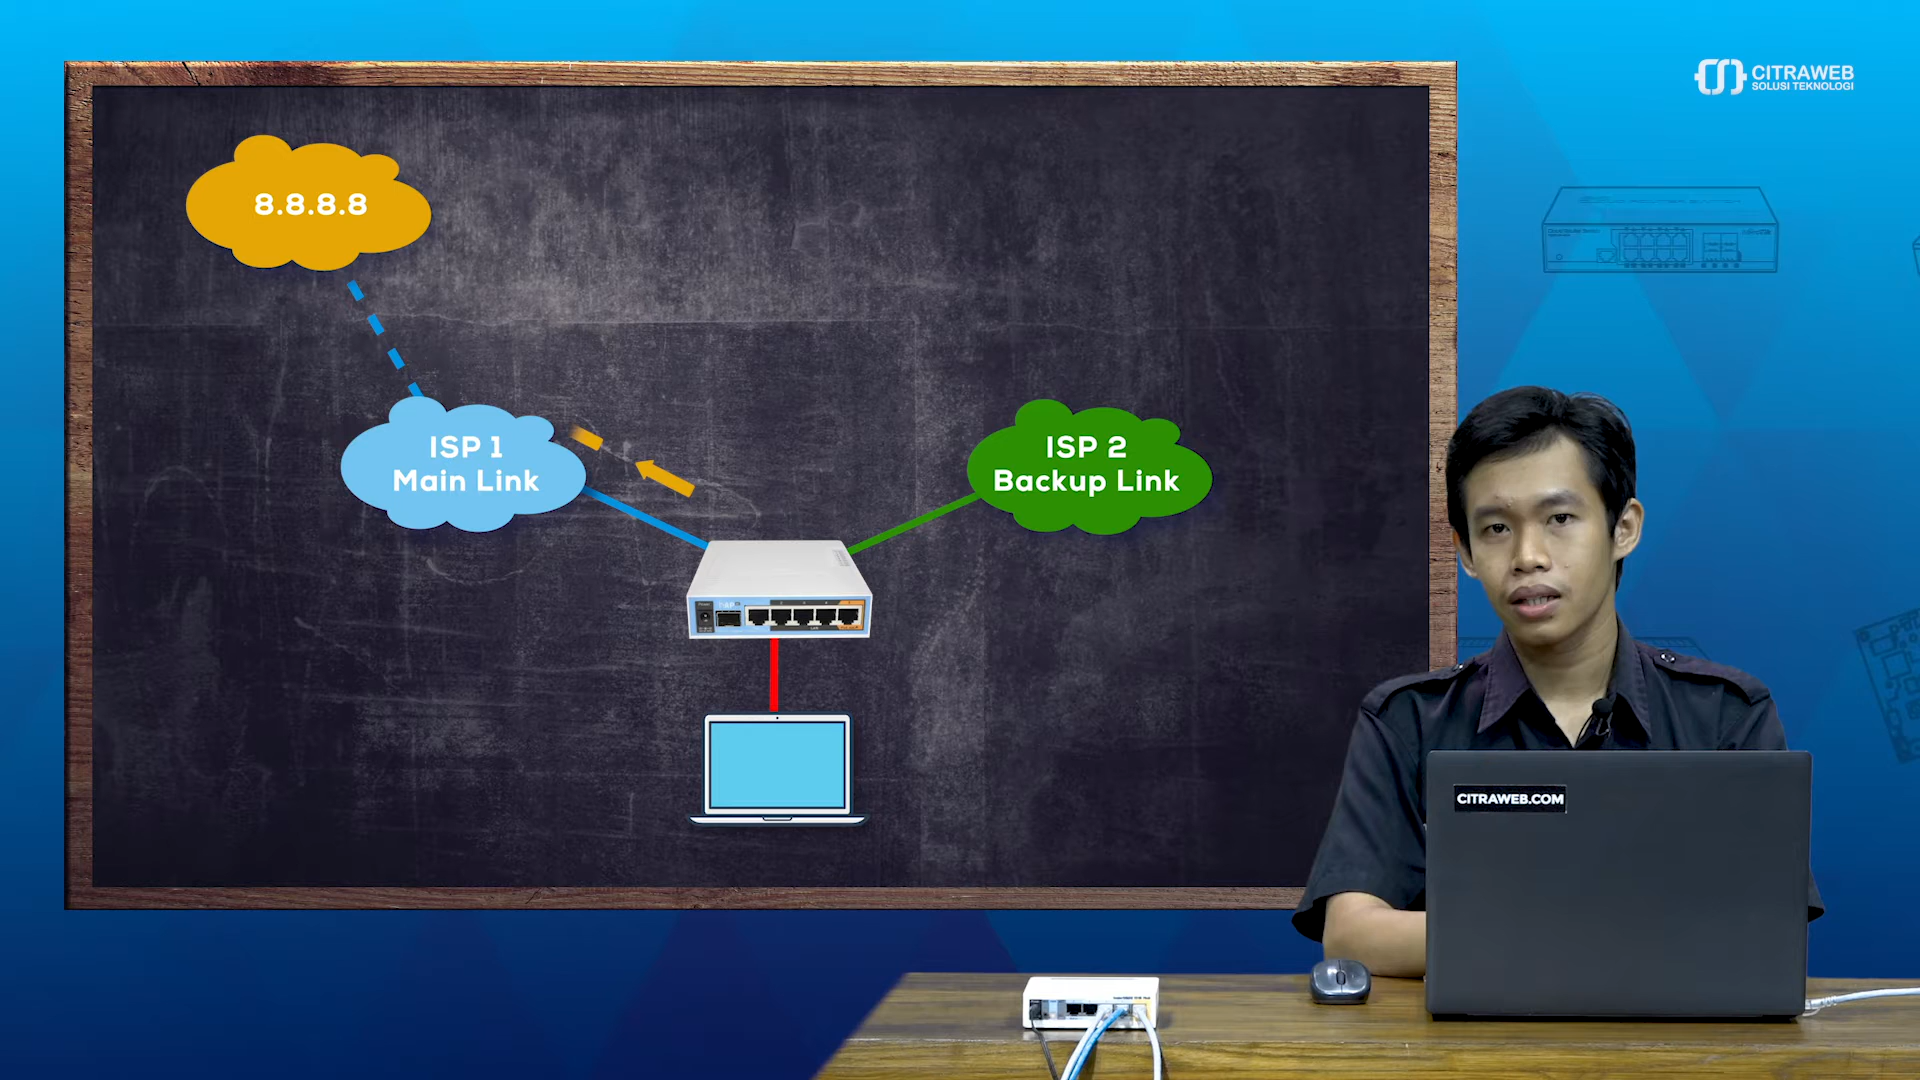 CITRAWEB
SOLUSI TEKNOLOGI
8.8.8.8
ISP 1
Main Link
ISP 2
Backup Link
CITRAWEB.COM